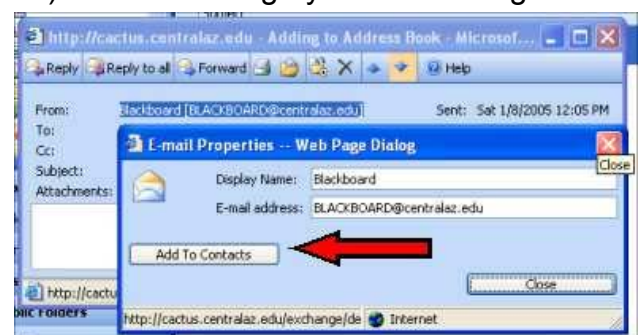 http://cactus.centralaz.edu - Adding to Address Book - Microsof...
Reply Reply to all Forward Help
From: Blackboard [BLACKBOARD@centralaz.edu] Sent: Sat 1/8/2005 12:05 PM
To:
Cc:
Subject:
Attachments:
E-mail Properties -- Web Page Dialog
Close
Display Name: Blackboard
E-mail address: BLACKBOARD@centralaz.edu
Add To Contacts
Close
http://cactu
Folders
http://cactus.centralaz.edu/exchange/de Internet